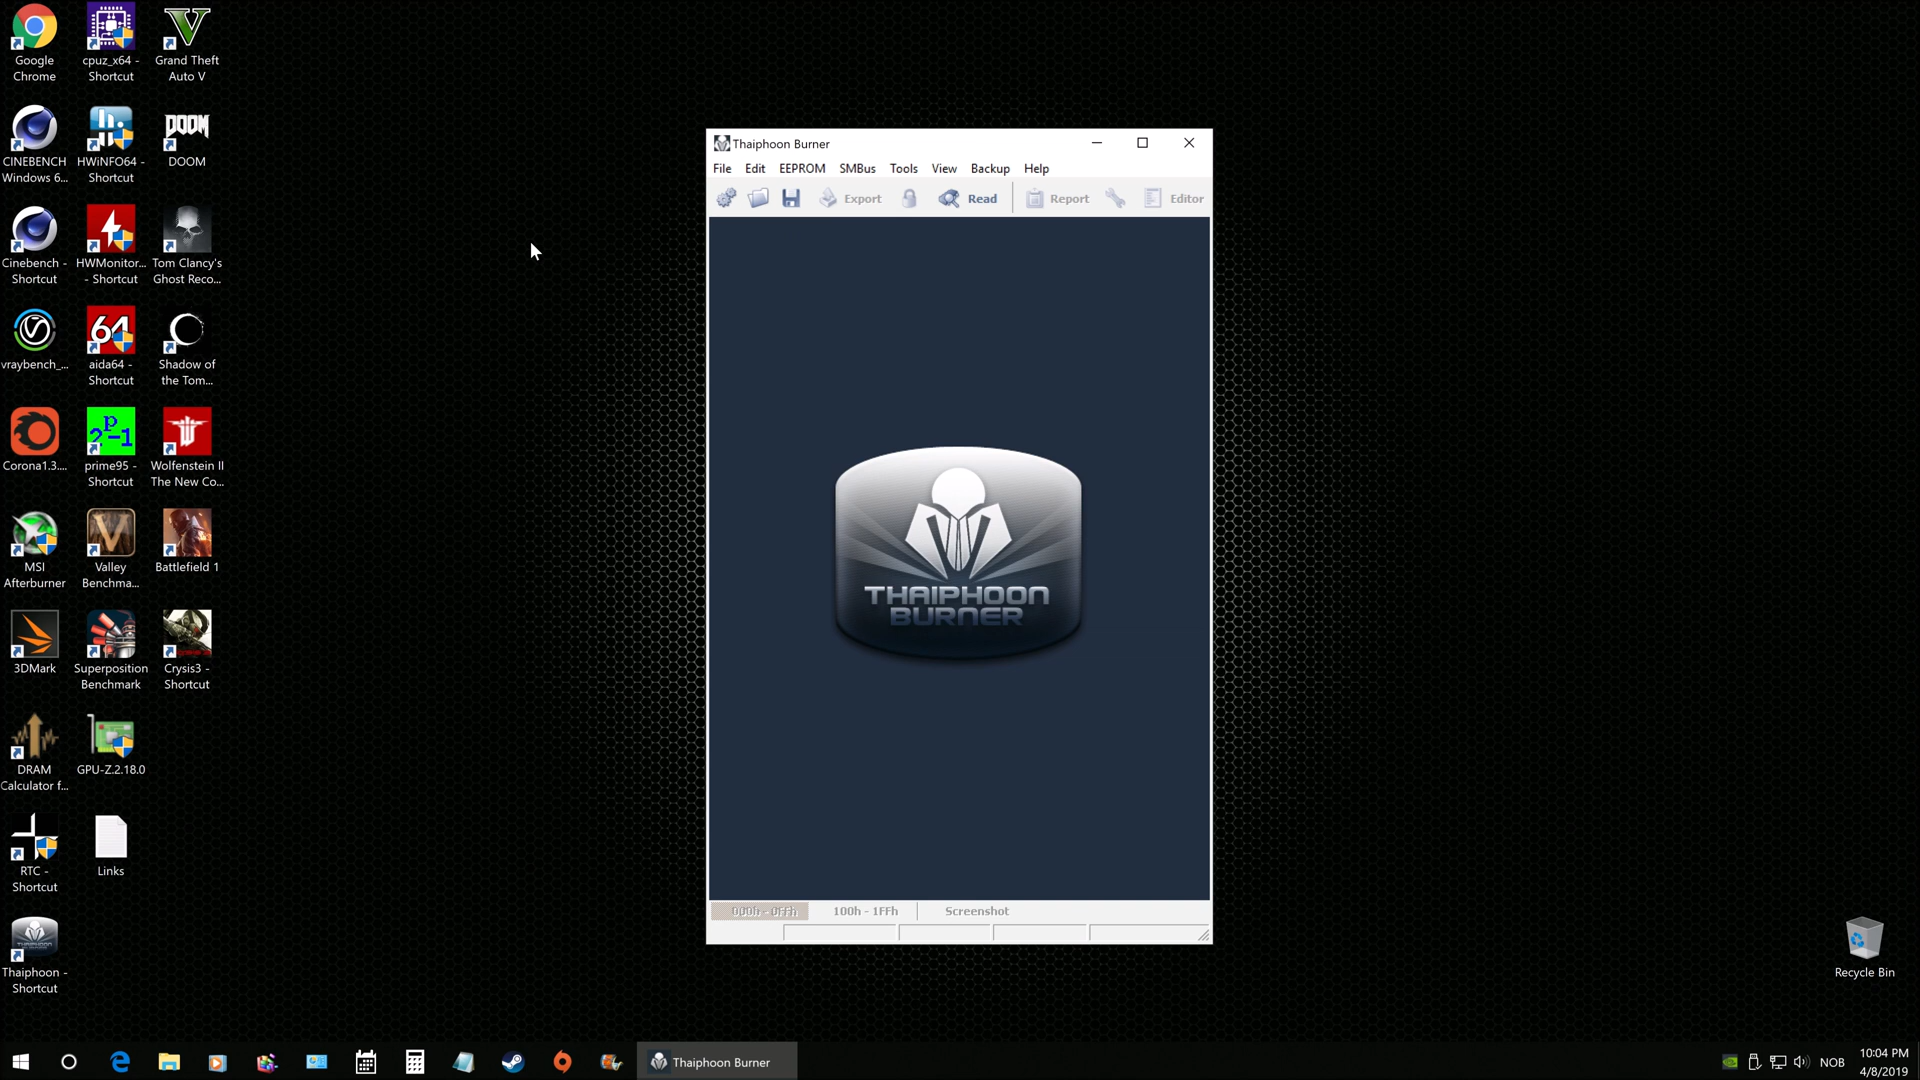 Google
Chrome
cpuz_x64 -
Shortcut
Grand Theft
Auto V
CINEBENCH
Windows 6...
HWiNFO64 -
Shortcut
DOOM
DOOM
Cinebench -
Shortcut
HWMonitor...
- Shortcut
Tom Clancy's
Ghost Reco...
vraybench_...
64
aida64 -
Shortcut
Shadow of
the Tom...
Corona1.3....
p
2 -1
prime95 -
Shortcut
Wolfenstein II
The New Co...
MSI
Afterburner
Valley
Benchma...
Battlefield 1
3DMark
Superposition
Benchmark
Crysis3 -
Shortcut
DRAM
Calculator f...
GPU-Z.2.18.0
RTC -
Shortcut
Links
Thaiphoon -
Shortcut
Thaiphoon Burner
File Edit EEPROM SMBus Tools View Backup Help
Export Read Report Editor
THAIPHOON
BURNER
000h - 0FFh 100h - 1FFh Screenshot
Recycle Bin
Thaiphoon Burner
NOB
10:04 PM
4/8/2019